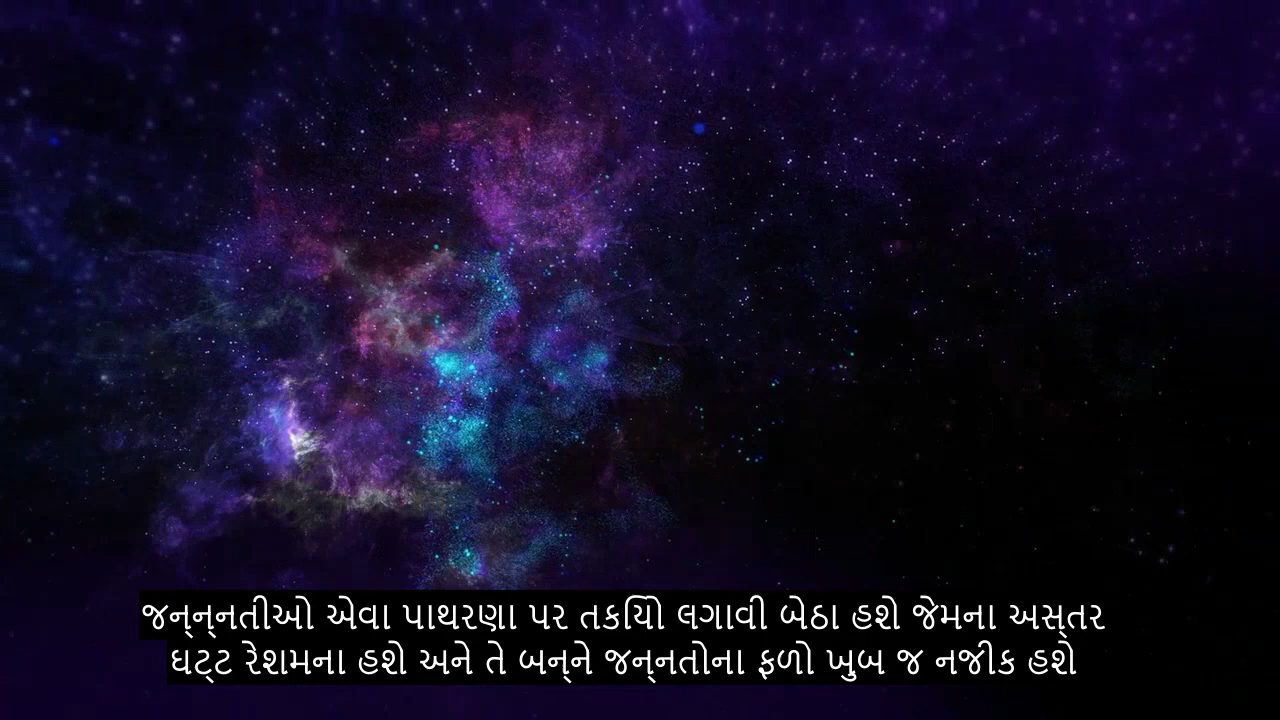 જન્ન્નતીઓ એવા પાથરણા પર તકિયો લગાવી બેઠા હશે જેમના અસ્તર
ઘટ્ટ રેશમના હશે અને તે બન્ને જન્નતોના ફળો ખુબ જ નજીક હશે